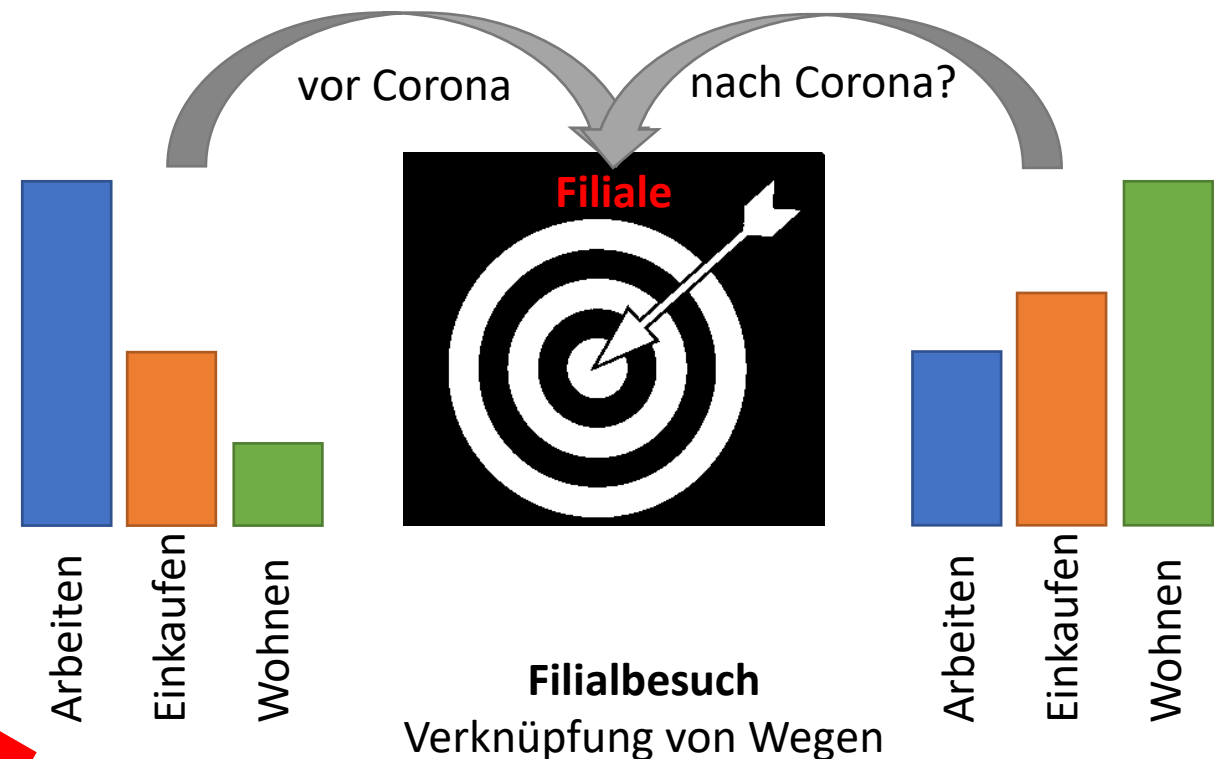 vor Corona
nach Corona?
Filiale
Arbeiten
Einkaufen
Wohnen
Arbeiten
Einkaufen
Wohnen
Filialbesuch
Verknüpfung von Wegen